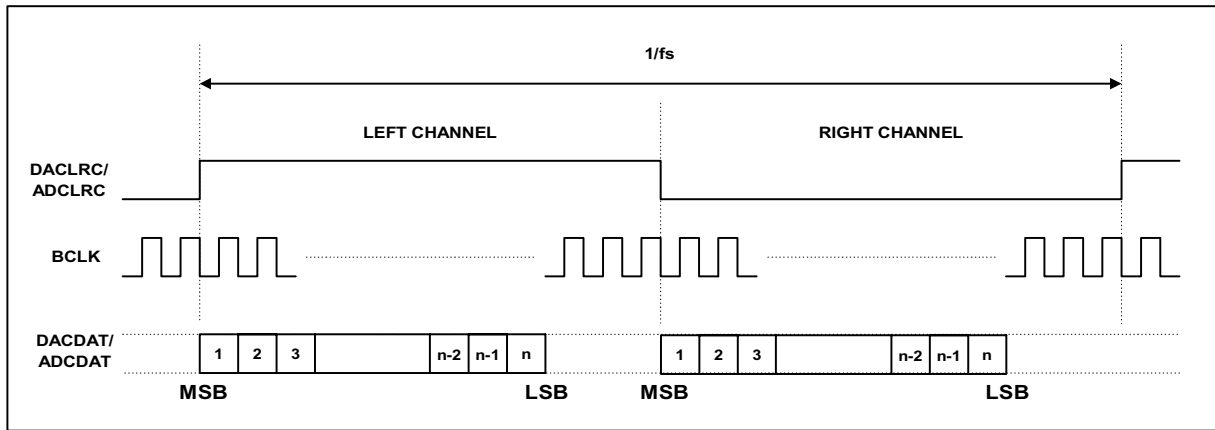 1/fs
LEFT CHANNEL RIGHT CHANNEL
DACLRC/
ADCLRC
BCLK
DACDAT/
ADCDAT
1 2 3 n-2 n-1 n 1 2 3 n-2 n-1 n
MSB LSB MSB LSB